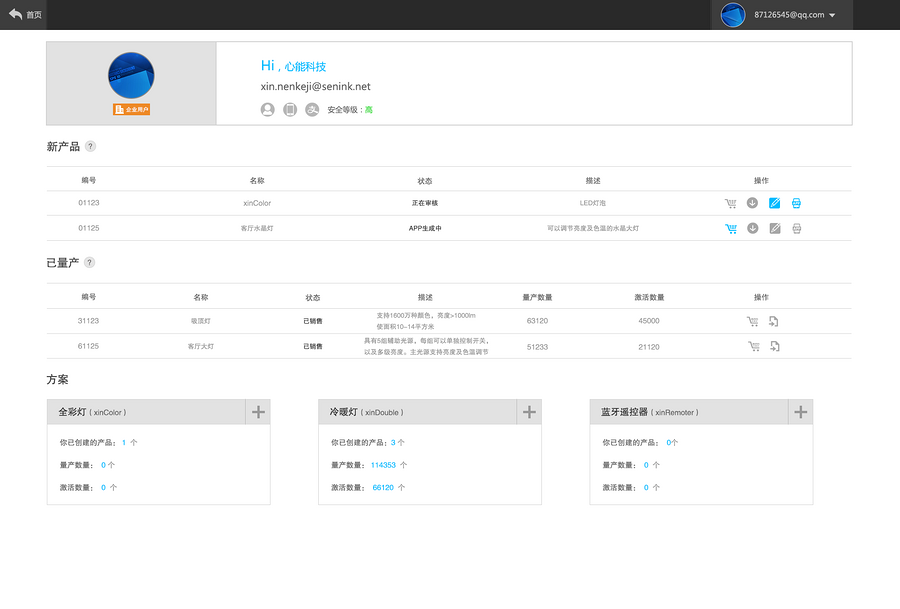 首页
87126545@qq.com
企业用户
Hi，心能科技
xin.nenkeji@senink.net
安全等级：高
新产品 ?
编号 名称 状态 描述 操作
01123 xinColor 正在审核 LED灯泡
01125 客厅水晶灯 APP生成中 可以调节亮度及色温的水晶大灯
已量产 ?
编号 名称 状态 描述 量产数量 激活数量 操作
31123 吸顶灯 已销售 支持1600万种颜色，亮度>1000lm 63120 45000
使面积10-14平方米
61125 客厅大灯 已销售 具有5组辅助光源，每组可以单独控制开关， 51233 21120
以及多级亮度。主光源支持亮度及色温调节
方案
全彩灯 ( xinColor )
你已创建的产品： 1 个
量产数量： 0 个
激活数量： 0 个
冷暖灯 ( xinDouble )
你已创建的产品：3 个
量产数量： 114353 个
激活数量： 66120 个
蓝牙遥控器 ( xinRemoter )
你已创建的产品： 0个
量产数量： 0 个
激活数量： 0 个